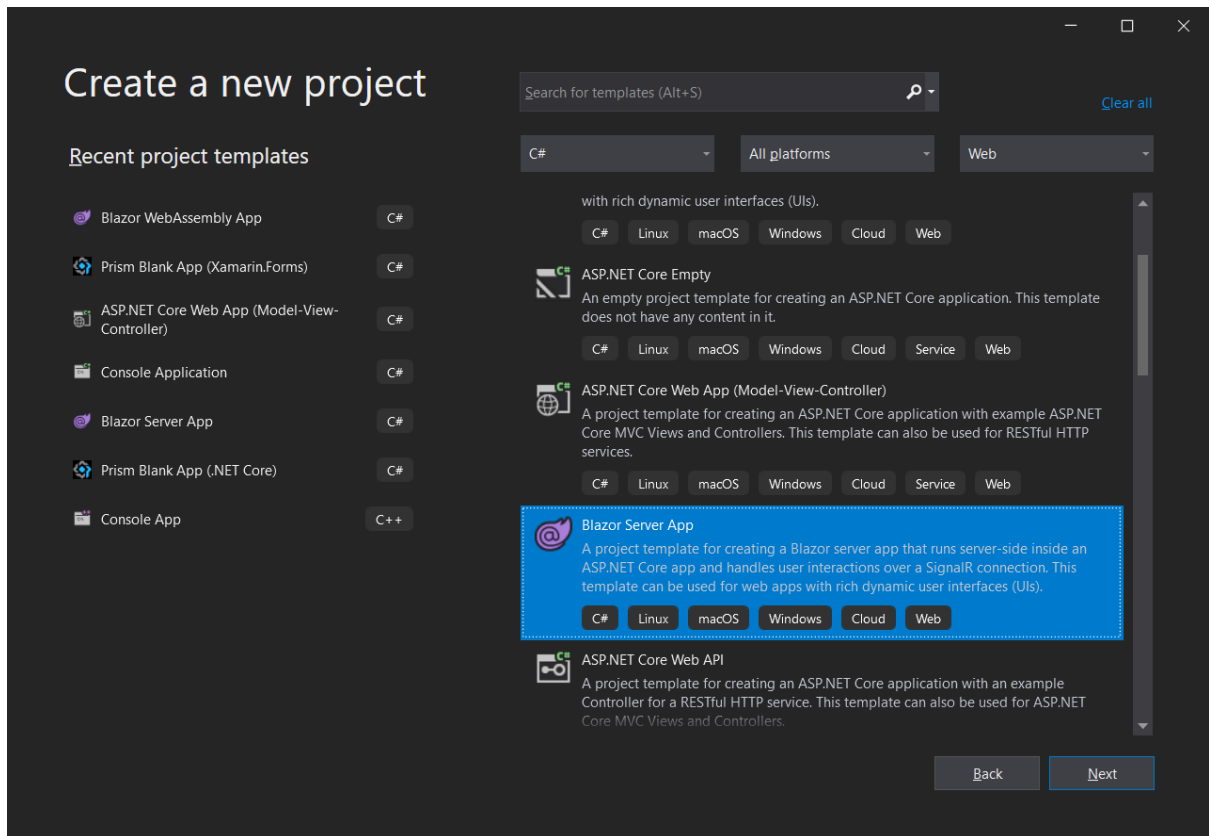 Create a new project
Search for templates (Alt+S)
Clear all
Recent project templates
C#
All platforms
Web
Blazor WebAssembly App
C#
Prism Blank App (Xamarin.Forms)
C#
ASP.NET Core Web App (Model-View-
Controller)
C#
Console Application
C#
Blazor Server App
C#
Prism Blank App (.NET Core)
C#
Console App
C++
with rich dynamic user interfaces (UIs).
C# Linux macOS Windows Cloud Web
ASP.NET Core Empty
An empty project template for creating an ASP.NET Core application. This template
does not have any content in it.
C# Linux macOS Windows Cloud Service Web
ASP.NET Core Web App (Model-View-Controller)
A project template for creating an ASP.NET Core application with example ASP.NET
Core MVC Views and Controllers. This template can also be used for RESTful HTTP
services.
C# Linux macOS Windows Cloud Service Web
Blazor Server App
A project template for creating a Blazor server app that runs server-side inside an
ASP.NET Core app and handles user interactions over a SignalR connection. This
template can be used for web apps with rich dynamic user interfaces (UIs).
C# Linux macOS Windows Cloud Web
ASP.NET Core Web API
A project template for creating an ASP.NET Core application with an example
Controller for a RESTful HTTP service. This template can also be used for ASP.NET
Core MVC Views and Controllers.
Back
Next